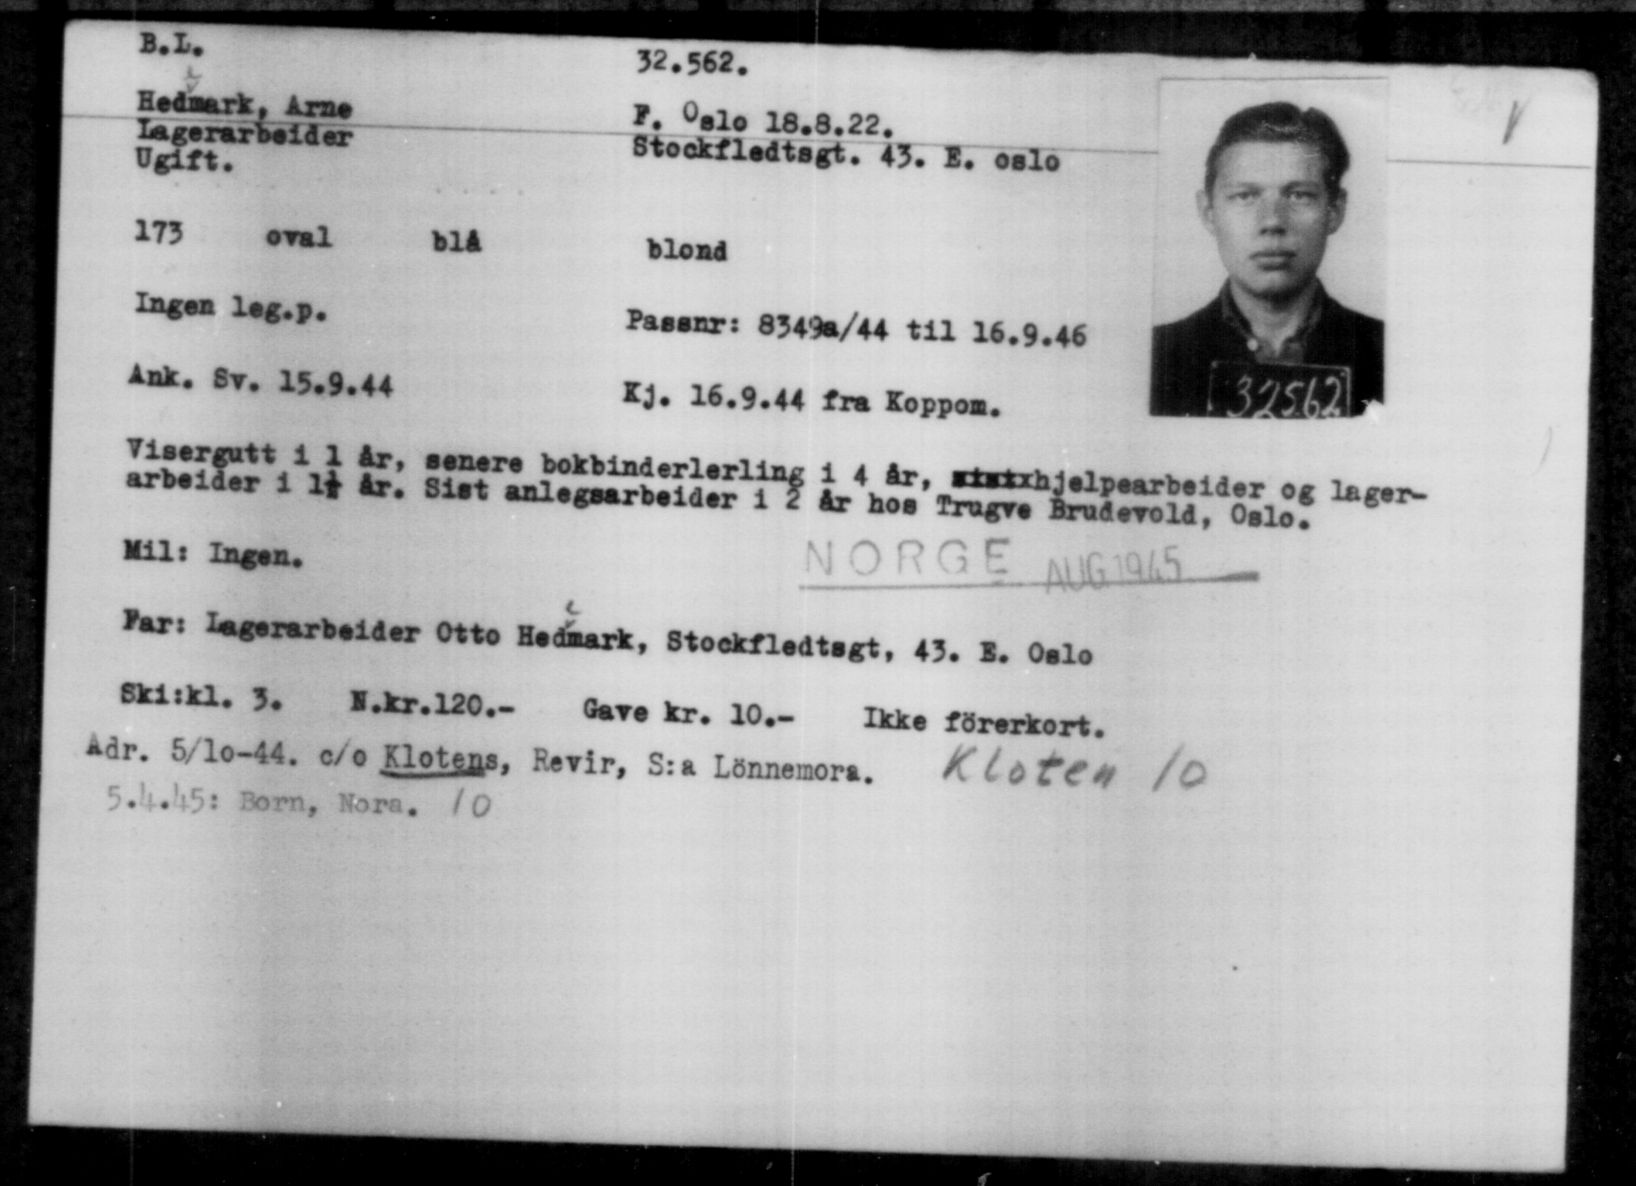 B.L.
32.562.
Hedemark, Arne
F. Oslo 18.8.22.
Lagerarbeider
Stockfledtsgt. 43. E. oslo
Ugift.
173 oval blå blond
Ingen leg.p.
Passnr: 8349a/44 til 16.9.46
Ank. Sv. 15.9.44
Kj. 16.9.44 fra Koppom.
32562
Visergutt i 1 år, senere bokbinderlerling i 4 år, hjelpearbeider og lager-
arbeider i 1½ år. Sist anlegsarbeider i 2 år hos Trugve Brudevold, Oslo.
Mil: Ingen.
NORGE AUG 1945
Far: Lagerarbeider Otto Hedemark, Stockfledtsgt, 43. E. Oslo
Ski:kl. 3. N.kr.120.- Gave kr. 10.- Ikke förerkort.
Adr. 5/lo-44. c/o Klotens, Revir, S:a Lönnemora. Kloten 10
5.4.45: Born, Nora. 10